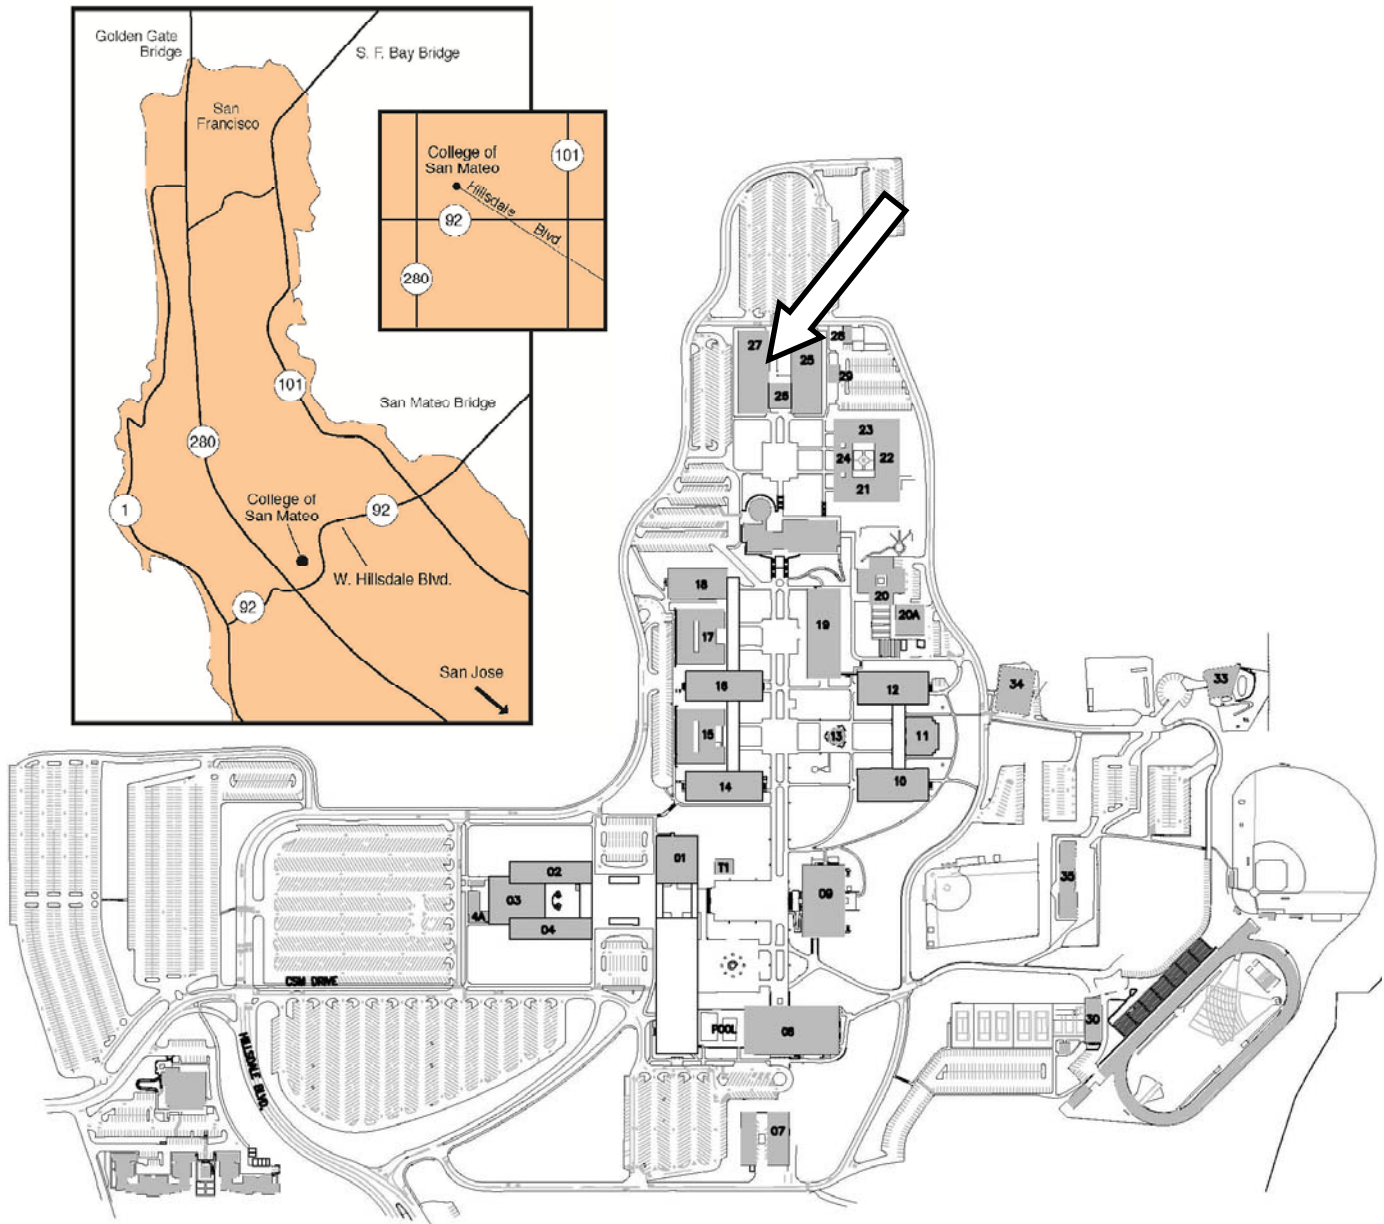 Golden Gate
Bridge
S. F. Bay Bridge
San
Francisco
College of
San Mateo
101
Hillsdale
Blvd
92
280
101
San Mateo Bridge
280
College of
San Mateo
1
92
W. Hillsdale Blvd.
92
San Jose
27
25
28
29
26
23
24
22
21
18
20
20A
17
19
16
12
34
33
15
13
11
14
10
01
T1
02
03
4A
04
09
35
CSM DRIVE
HILLSDALE BLVD.
POOL
08
30
07